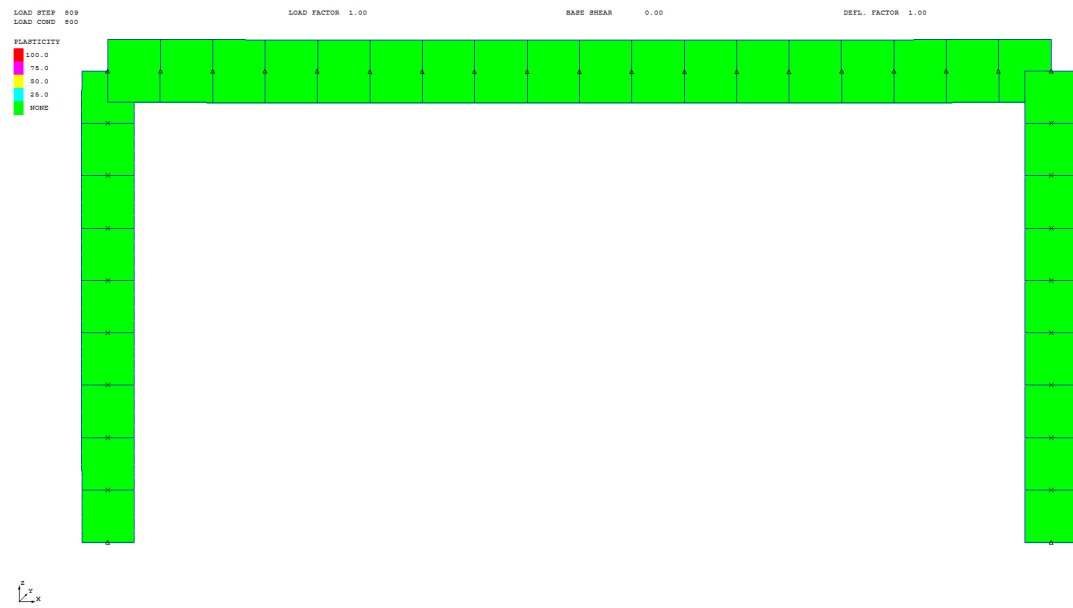 LOAD STEP 809 LOAD FACTOR 1.00 BASE SHEAR 0.00 DEFL. FACTOR 1.00
LOAD COND 800
PLASTICITY
100.0
75.0
50.0
25.0
NONE
Z
Y
X